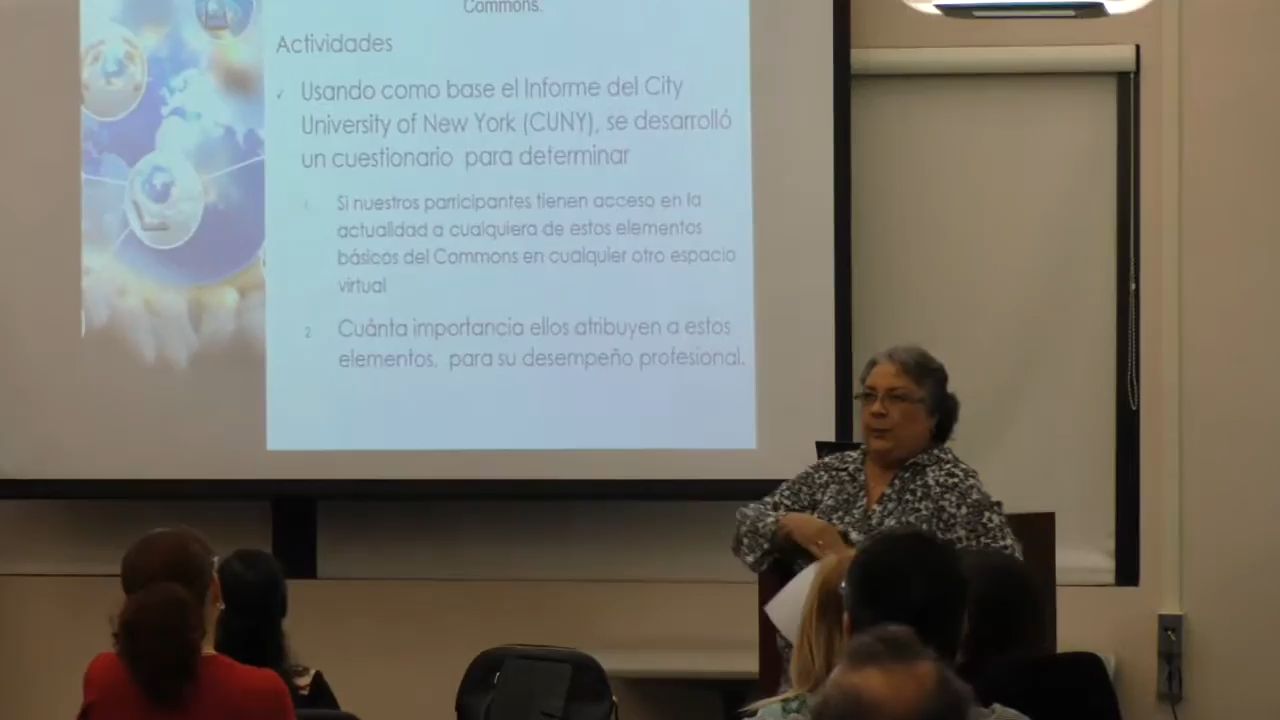 Commons.
Actividades
Usando como base el Informe del City
University of New York (CUNY), se desarrolló
un cuestionario para determinar
1. Si nuestros parricipantes tienen acceso en la
actualidad a cualquiera de estos elementos
básicos del Commons en cualquier otro espacio
virtual
2. Cuánta importancia ellos atribuyen a estos
elementos, para su desempeño profesional.